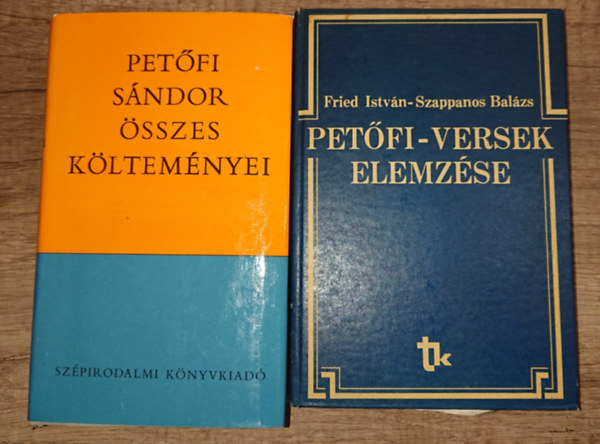 PETŐFI
SÁNDOR
ÖSSZES
KÖLTEMÉNYEI
SZÉPIRODALMI KÖNYVKIADÓ
Fried István-Szappanos Balázs
PETŐFI-VERSEK
ELEMZÉSE
tk